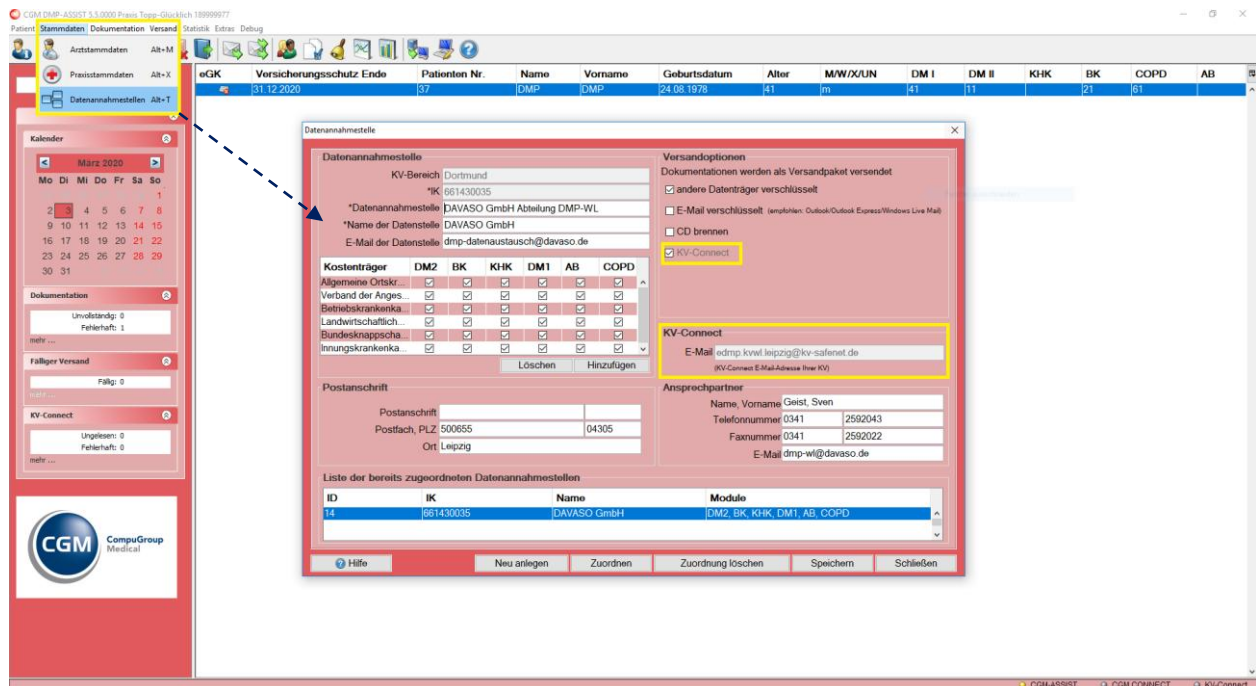 CGM DMP-ASSIST 5.5.0000 Praxis Topp-Glücklich 189999977
Patient Stammdaten Dokumentation Versand Statistik Extras Debug
Arztstammdaten Alt+M
Praxisstammdaten Alt+X
Datenannahmestellen Alt+T
eGK Versicherungsschutz Ende Patienten Nr. Name Vorname Geburtsdatum Alter M/W/X/UN DM I DM II KHK BK COPD AB
31.12.2020 37 DMP DMP 24.08.1978 41 m 41 11 21 61
Kalender
März 2020
Mo Di Mi Do Fr Sa So
1
2 3 4 5 6 7 8
9 10 11 12 13 14 15
16 17 18 19 20 21 22
23 24 25 26 27 28 29
30 31
Dokumentation
Unvollständig: 0
Fehlerhaft: 1
mehr ...
Fälliger Versand
Fällig: 0
mehr ...
KV-Connect
Ungelesen: 0
Fehlerhaft: 0
mehr ...
CGM CompuGroup
Medical
Datenannahmestelle
Datenannahmestelle
KV-Bereich Dortmund
*IK 661430035
*Datenannahmestelle DAVASO GmbH Abteilung DMP-WL
*Name der Datenstelle DAVASO GmbH
E-Mail der Datenstelle dmp-datenaustausch@davaso.de
Kostenträger DM2 BK KHK DM1 AB COPD
Allgemeine Ortskr...
Verband der Anges...
Betriebskrankenka...
Landwirtschaftlich...
Bundesknappscha...
Innungskrankenka...
Löschen Hinzufügen
Versandoptionen
Dokumentationen werden als Versandpaket versendet
andere Datenträger verschlüsselt
E-Mail verschlüsselt (empfohlen: Outlook/Outlook Express/Windows Live Mail)
CD brennen
KV-Connect
KV-Connect
E-Mail edmp.kvwl.leipzig@kv-safenet.de
(KV-Connect E-Mail-Adresse Ihrer KV)
Postanschrift
Postanschrift
Postfach, PLZ 500655 04305
Ort Leipzig
Ansprechpartner
Name, Vorname Geist, Sven
Telefonnummer 0341 2592043
Faxnummer 0341 2592022
E-Mail dmp-wl@davaso.de
Liste der bereits zugeordneten Datenannahmestellen
ID IK Name Module
14 661430035 DAVASO GmbH DM2, BK, KHK, DM1, AB, COPD
Hilfe Neu anlegen Zuordnen Zuordnung löschen Speichern Schließen
CGM-ASSIST CGM CONNECT KV-Connect